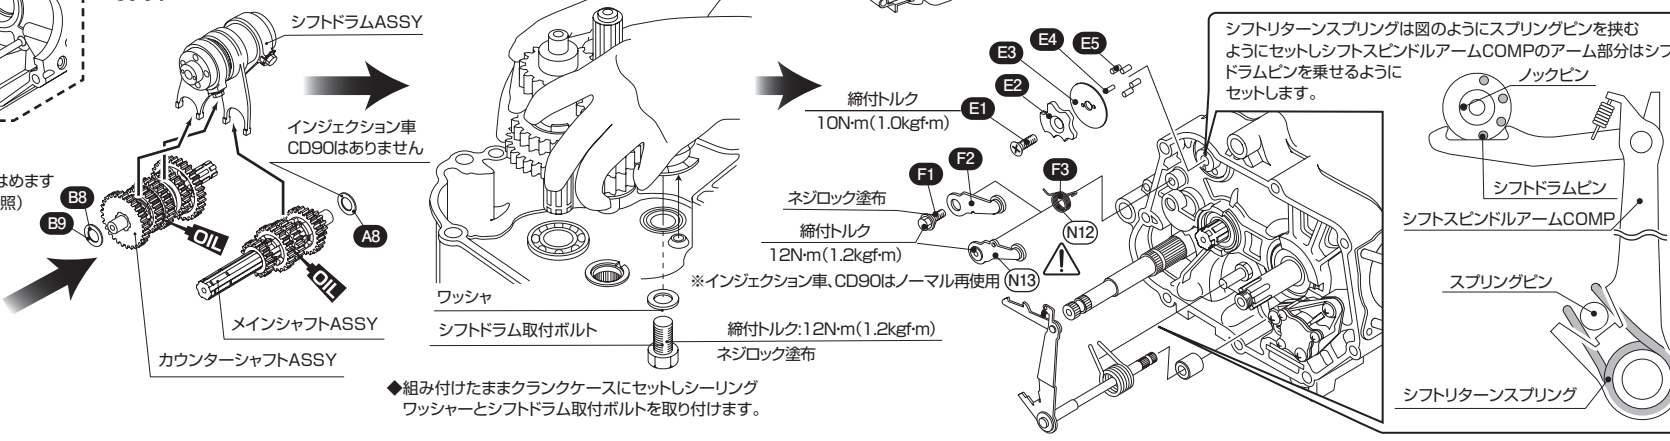 シフトドラムASSY
インジェクション車
CD90はありません
はめます
照)
B8
B9
OIL
OIL
A8
メインシャフトASSY
カウンターシャフトASSY
ワッシャ
シフトドラム取付ボルト
締付トルク:12N・m(1.2kgf・m)
ネジロック塗布
◆組み付けたままクランクケースにセットしシーリング
ワッシャーとシフトドラム取付ボルトを取り付けます。
E5
E4
E3
E2
E1
締付トルク
10N・m(1.0kgf・m)
F1
F2
F3
ネジロック塗布
締付トルク
12N・m(1.2kgf・m)
N12
N13
※インジェクション車、CD90はノーマル再使用
シフトリターンスプリングは図のようにスプリングピンを挟む
ようにセットしシフトスピンドルアームCOMPのアーム部分はシフ
ドラムピンを乗せるように
セットします。
ノックピン
シフトドラムピン
シフトスピンドルアームCOMP
スプリングピン
シフトリターンスプリング